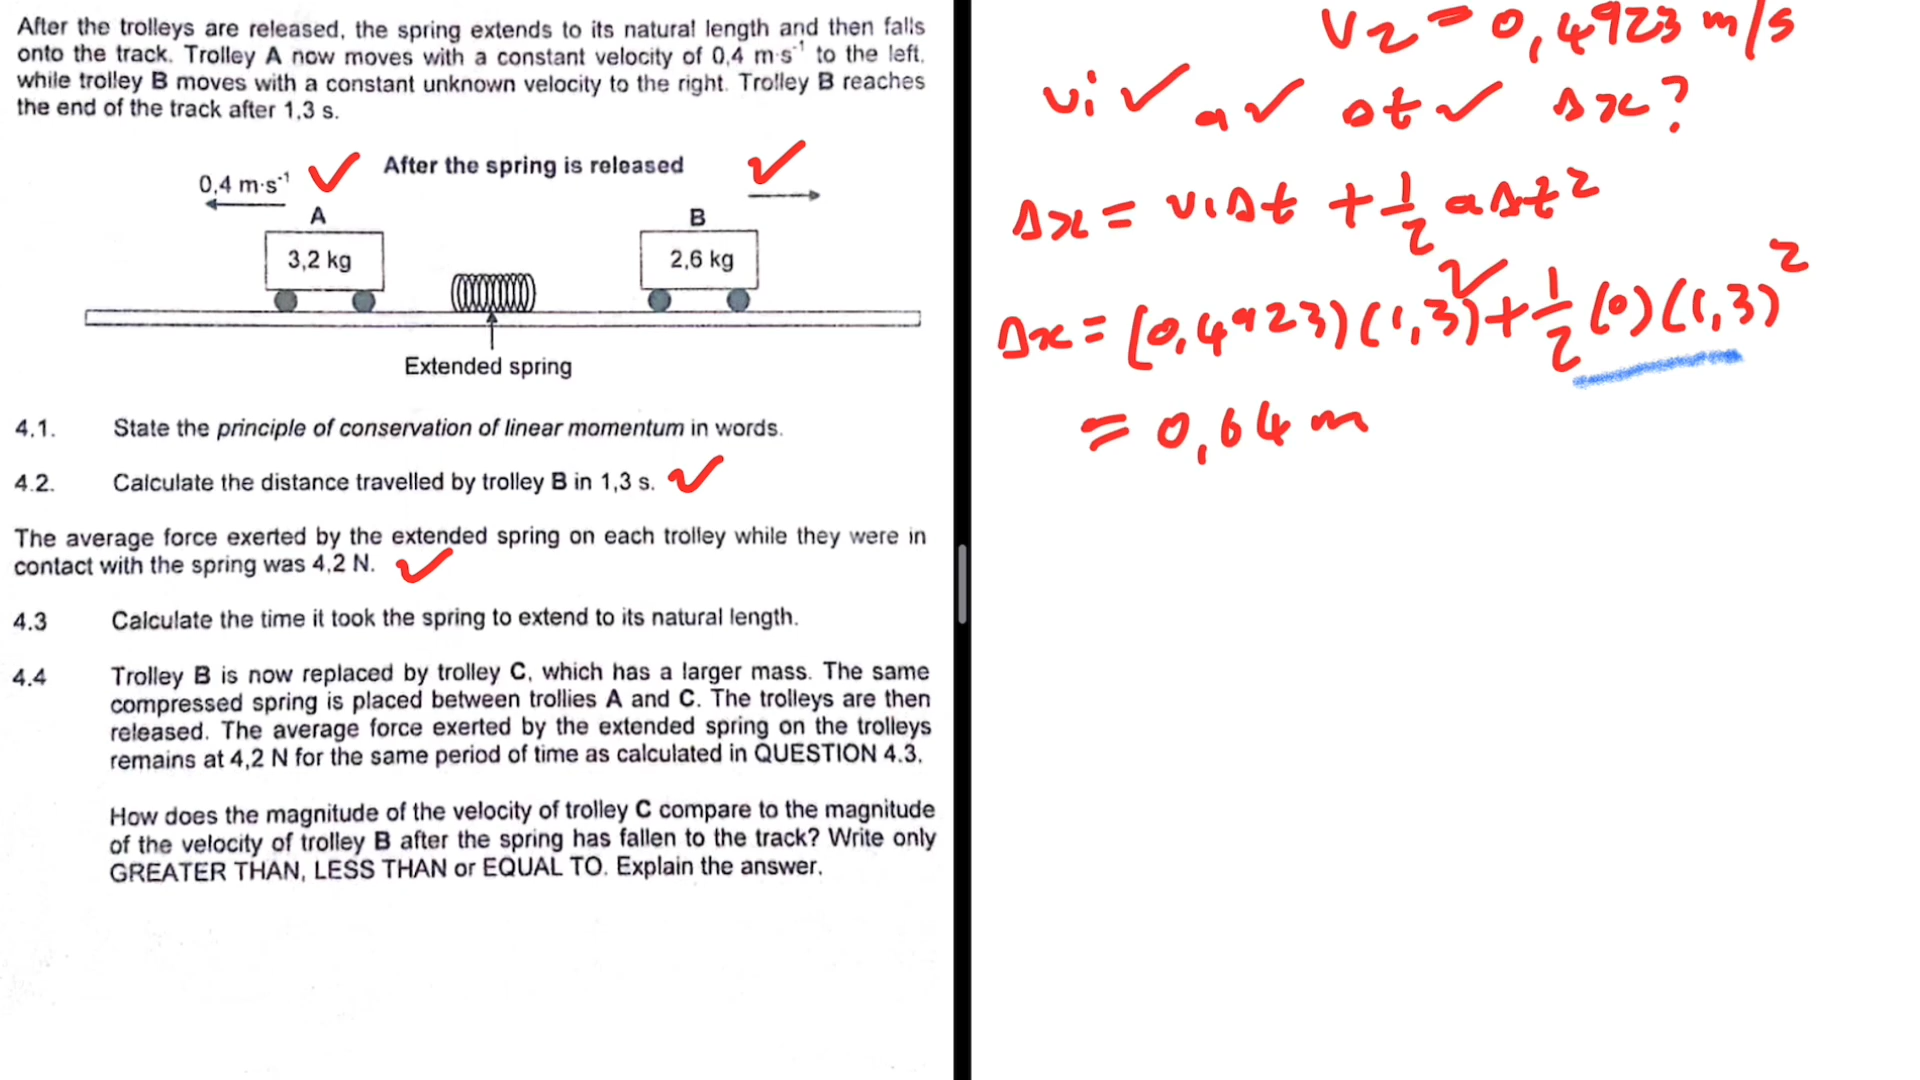 After the trolleys are released, the spring extends to its natural length and then falls
onto the track. Trolley A now moves with a constant velocity of 0,4 m·s⁻¹ to the left,
while trolley B moves with a constant unknown velocity to the right. Trolley B reaches
the end of the track after 1,3 s.
After the spring is released
0,4 m·s⁻¹
A
B
3,2 kg
2,6 kg
Extended spring
4.1. State the principle of conservation of linear momentum in words.
4.2. Calculate the distance travelled by trolley B in 1,3 s.
The average force exerted by the extended spring on each trolley while they were in
contact with the spring was 4,2 N.
4.3 Calculate the time it took the spring to extend to its natural length.
4.4 Trolley B is now replaced by trolley C, which has a larger mass. The same
compressed spring is placed between trollies A and C. The trolleys are then
released. The average force exerted by the extended spring on the trolleys
remains at 4,2 N for the same period of time as calculated in QUESTION 4.3.
How does the magnitude of the velocity of trolley C compare to the magnitude
of the velocity of trolley B after the spring has fallen to the track? Write only
GREATER THAN, LESS THAN or EQUAL TO. Explain the answer.
V2 = 0,4923 m/s
vi ✓ a ✓ Δt ✓ Δx?
Δx = viΔt + 1/2 aΔt²
Δx = (0,4923)(1,3) + 1/2 (0)(1,3)²
= 0,64 m